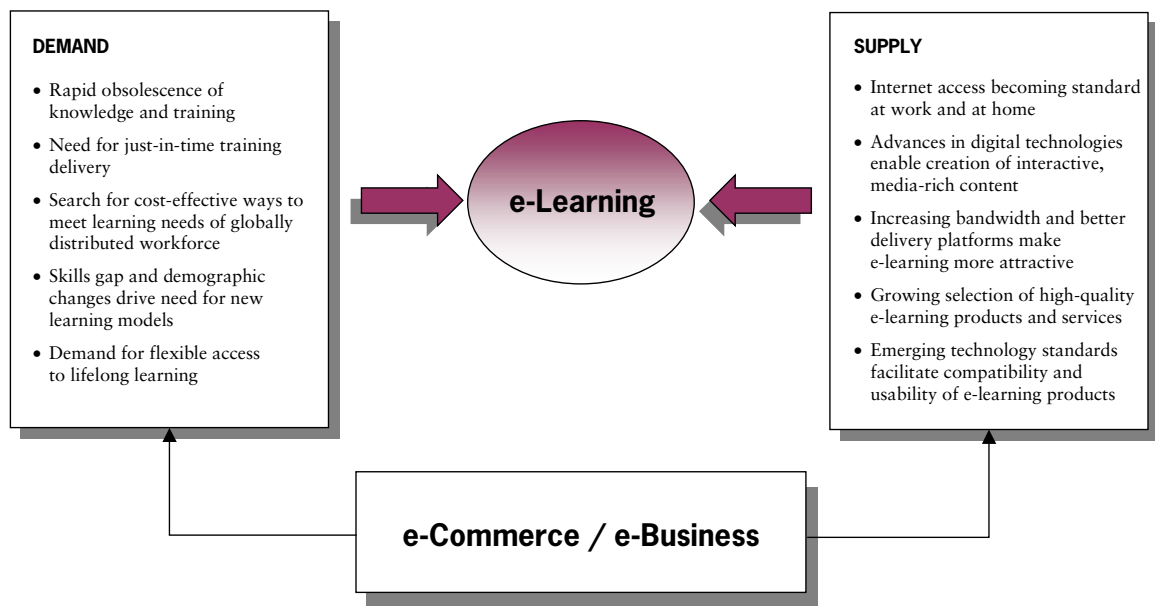 DEMAND
• Rapid obsolescence of
knowledge and training
• Need for just-in-time training
delivery
• Search for cost-effective ways to
meet learning needs of globally
distributed workforce
• Skills gap and demographic
changes drive need for new
learning models
• Demand for flexible access
to lifelong learning
e-Learning
SUPPLY
• Internet access becoming standard
at work and at home
• Advances in digital technologies
enable creation of interactive,
media-rich content
• Increasing bandwidth and better
delivery platforms make
e-learning more attractive
• Growing selection of high-quality
e-learning products and services
• Emerging technology standards
facilitate compatibility and
usability of e-learning products
e-Commerce / e-Business